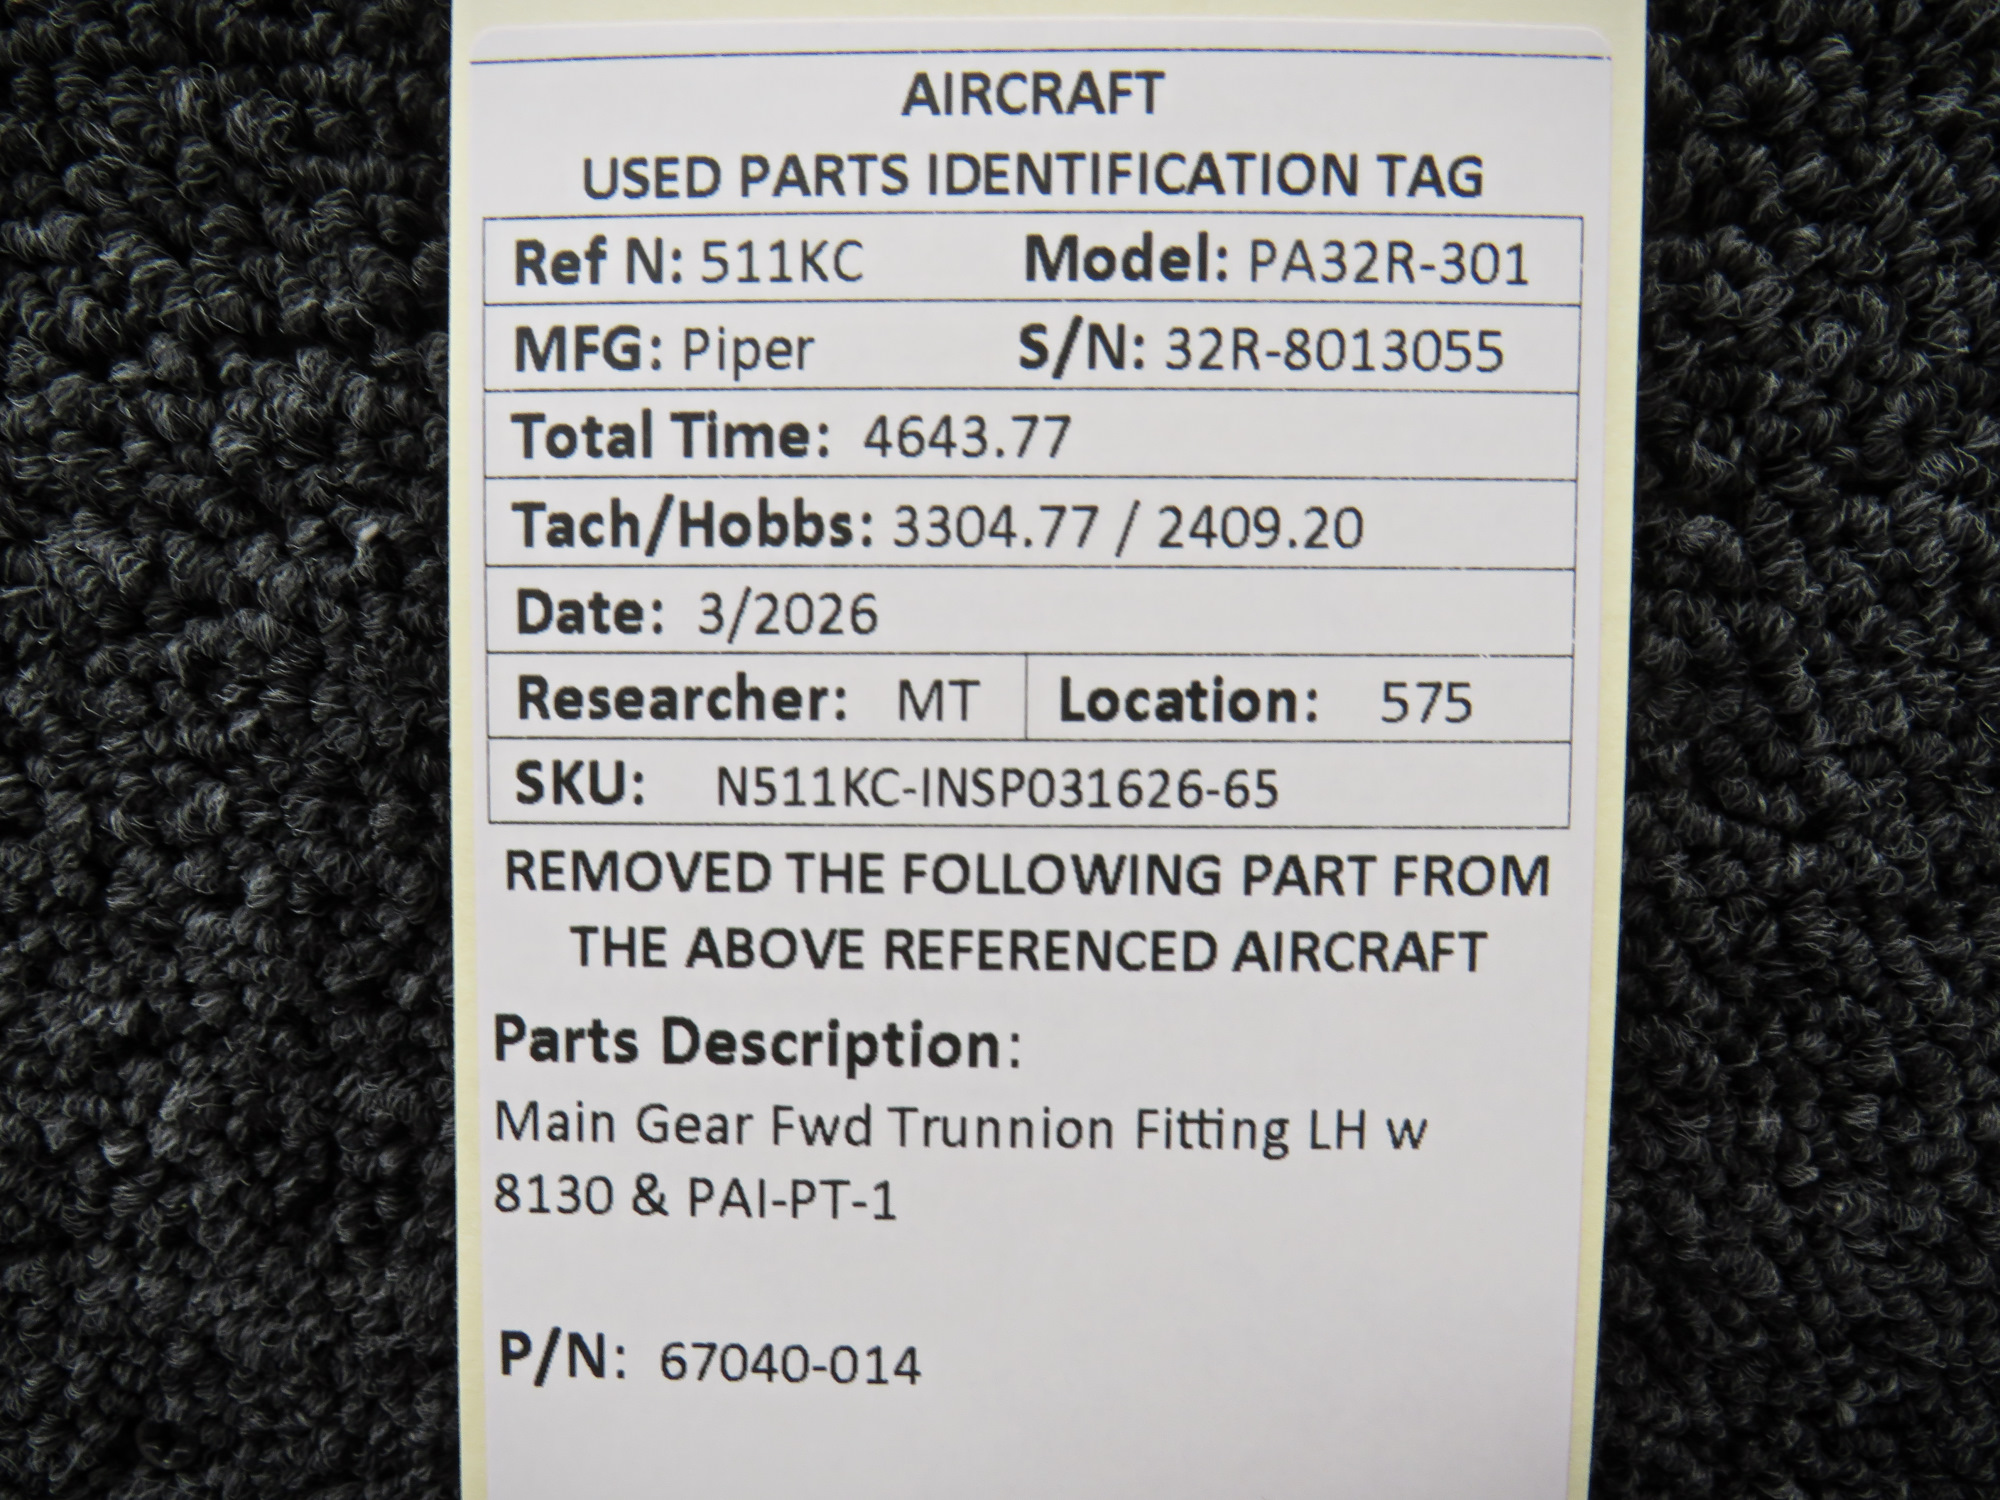 AIRCRAFT
USED PARTS IDENTIFICATION TAG
Ref N: 511KC Model: PA32R-301
MFG: Piper S/N: 32R-8013055
Total Time: 4643.77
Tach/Hobbs: 3304.77 / 2409.20
Date: 3/2026
Researcher: MT Location: 575
SKU: N511KC-INSP031626-65
REMOVED THE FOLLOWING PART FROM
THE ABOVE REFERENCED AIRCRAFT
Parts Description:
Main Gear Fwd Trunnion Fitting LH w
8130 & PAI-PT-1
P/N: 67040-014